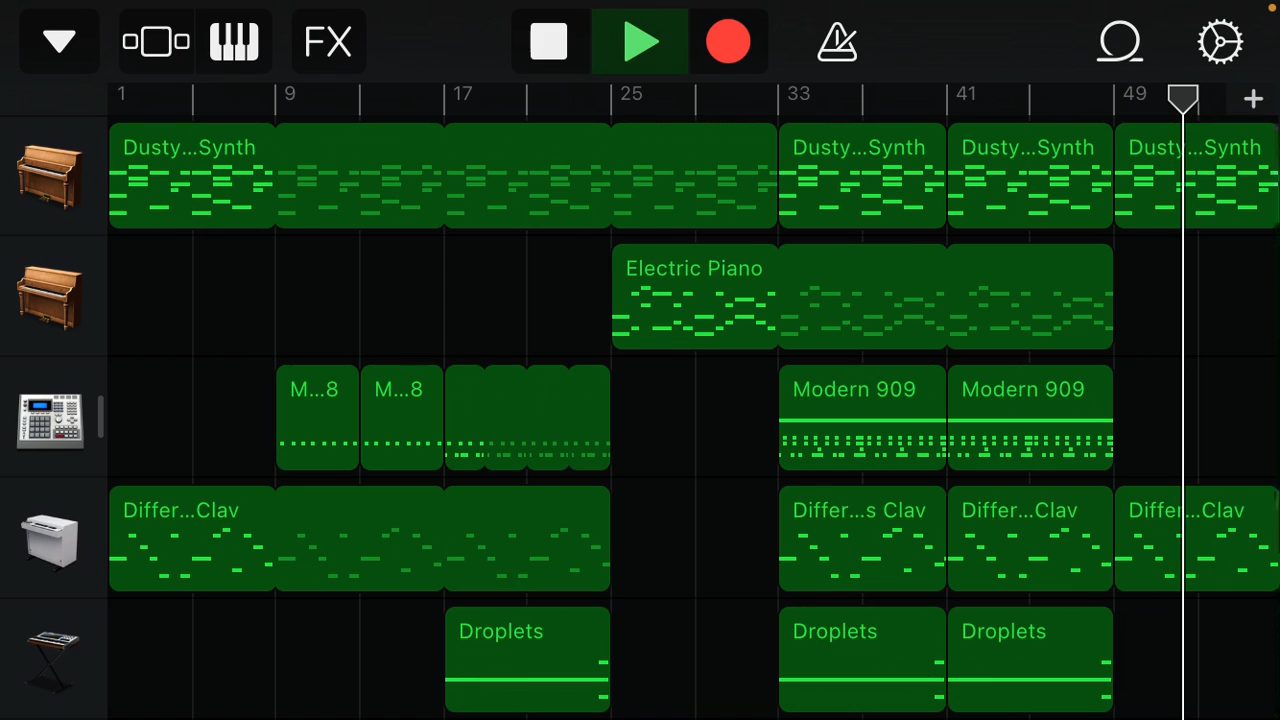 FX
1 9 17 25 33 41 49 +
Dusty...Synth Dusty...Synth Dusty...Synth Dusty...Synth
Electric Piano
M...8 M...8 Modern 909 Modern 909
Differ...Clav Differ...s Clav Differ...Clav Differ...Clav
Droplets Droplets Droplets